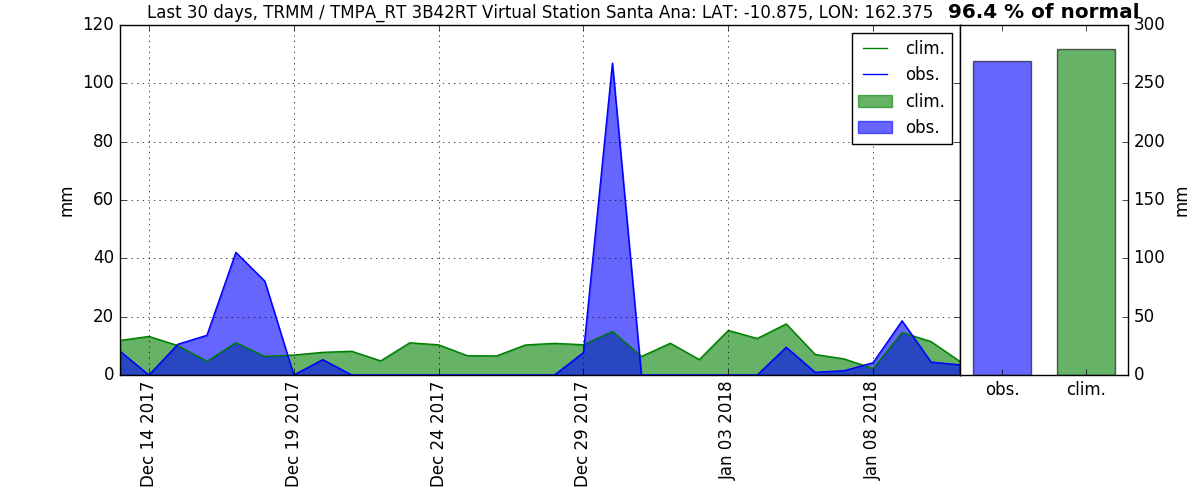 Last 30 days, TRMM / TMPA_RT 3B42RT Virtual Station Santa Ana: LAT: -10.875, LON: 162.375
96.4 % of normal
120
100
80
60
40
20
0
mm
clim.
obs.
clim.
obs.
Dec 14 2017
Dec 19 2017
Dec 24 2017
Dec 29 2017
Jan 03 2018
Jan 08 2018
300
250
200
150
100
50
0
mm
obs.
clim.